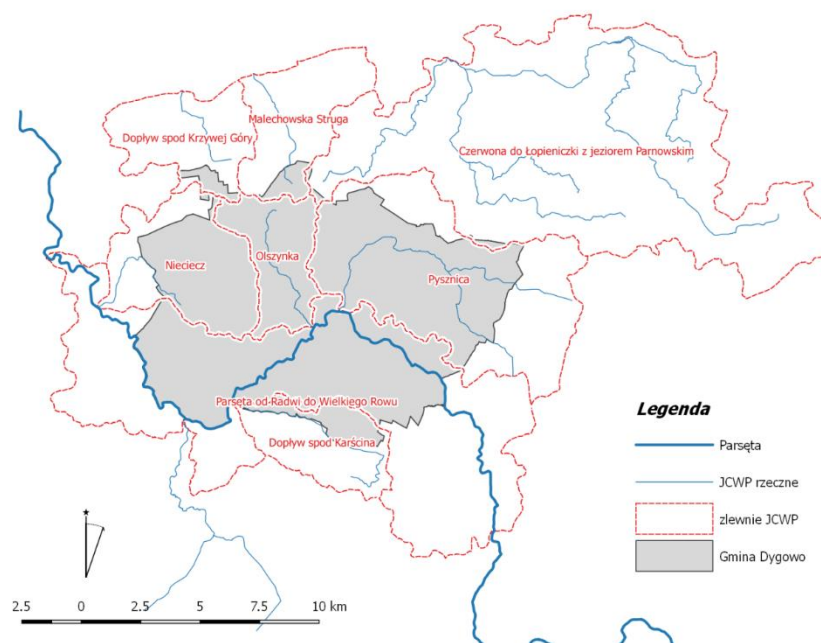 Malechowska Struga
Dopływ spod Krzywej Góry
Czerwona do Łopieniczki z jeziorem Parnowskim
Nieciecz
Olszynka
Pysznica
Parsęta od Radwi do Wielkiego Rowu
Dopływ spod Karścina
Legenda
Parsęta
JCWP rzeczne
zlewnie JCWP
Gmina Dygowo
2.5 0 2.5 5 7.5 10 km